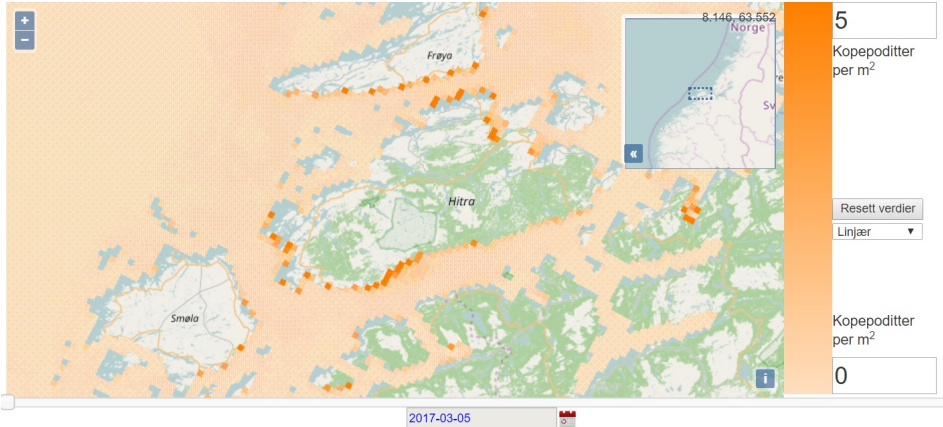 +
−
8.146, 63.552
Norge
Sv
«
Frøya
Hitra
Smøla
i
5
Kopepoditter
per m²
Resett verdier
Linjær ▼
Kopepoditter
per m²
0
2017-03-05